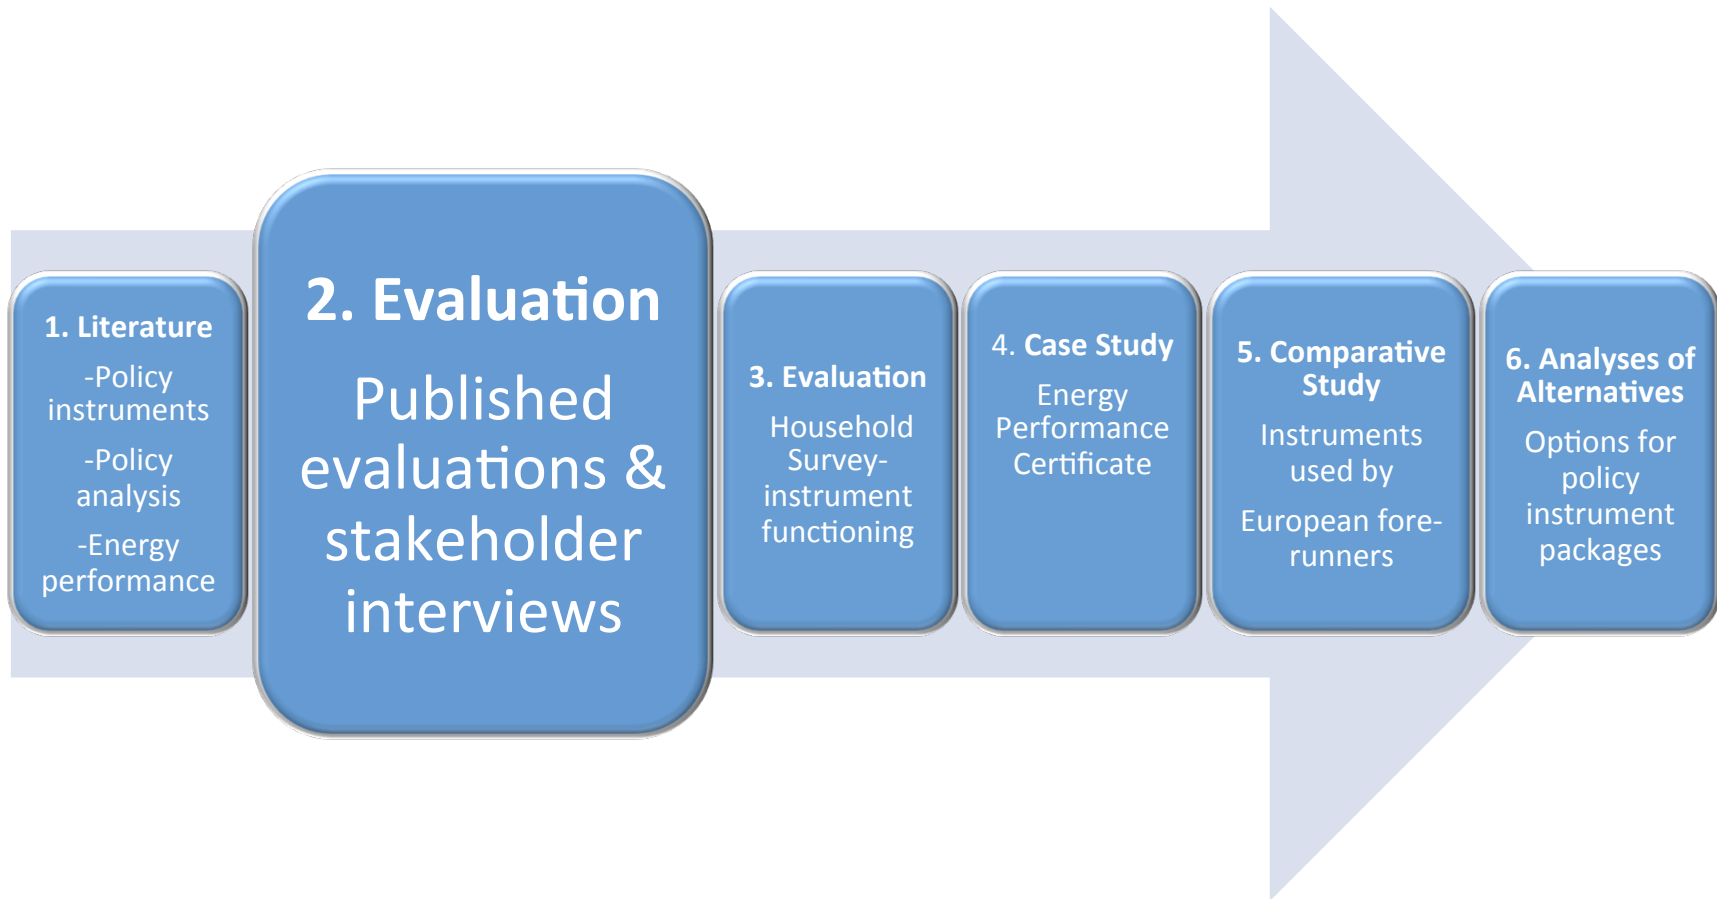 1. Literature
-Policy
instruments
-Policy
analysis
-Energy
performance
2. Evaluation
Published
evaluations &
stakeholder
interviews
3. Evaluation
Household
Survey-
instrument
functioning
4. Case Study
Energy
Performance
Certificate
5. Comparative
Study
Instruments
used by
European fore-
runners
6. Analyses of
Alternatives
Options for
policy
instrument
packages